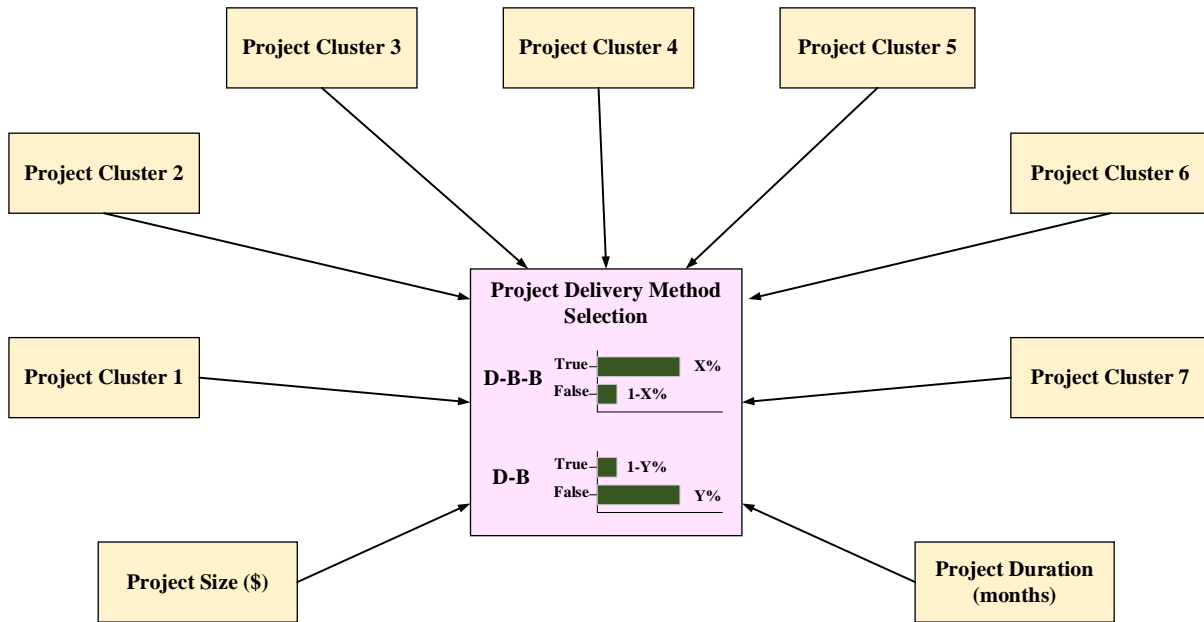 Project Cluster 3
Project Cluster 4
Project Cluster 5
Project Cluster 2
Project Cluster 6
Project Delivery Method
Selection
D-B-B
True
X%
False
1-X%
Project Cluster 1
Project Cluster 7
D-B
True
1-Y%
False
Y%
Project Size ($)
Project Duration
(months)